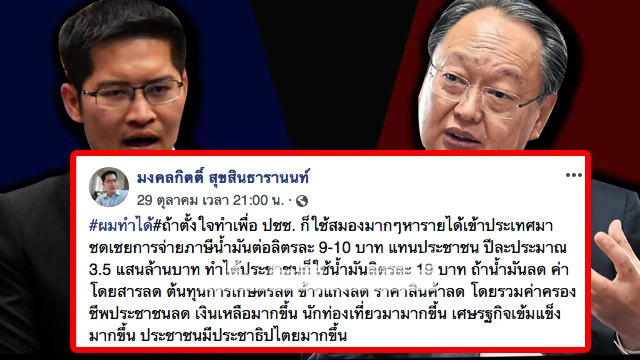 มงคลกิตติ์ สุขสินธารานนท์
29 ตุลาคม เวลา 21:00 น.
#ผมทำได้#ถ้าตั้งใจทำเพื่อ ปชช. ก็ใช้สมองมากๆหารายได้เข้าประเทศมา
ชดเชยการจ่ายภาษีน้ำมันต่อลิตรละ 9-10 บาท แทนประชาชน ปีละประมาณ
3.5 แสนล้านบาท ทำได้ประชาชนก็ใช้น้ำมันลิตรละ 19 บาท ถ้าน้ำมันลด ค่า
โดยสารลด ต้นทุนการเกษตรลด ข้าวแกงลด ราคาสินค้าลด โดยรวมค่าครอง
ชีพประชาชนลด เงินเหลือมากขึ้น นักท่องเที่ยวมามากขึ้น เศษฐกิจเข้มแข็ง
มากขึ้น ประชาชนมีประชาธิปไตยมากขึ้น